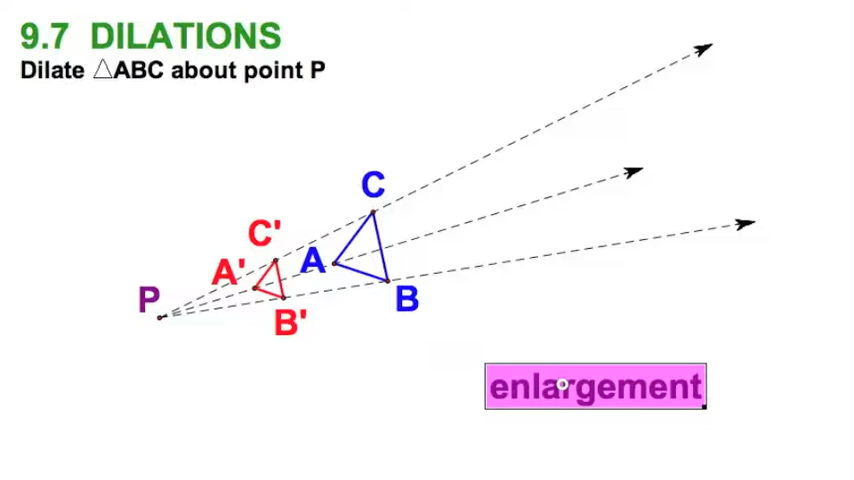 9.7 DILATIONS
Dilate △ABC about point P
C
C'
A
A'
P
B
B'
enlargement